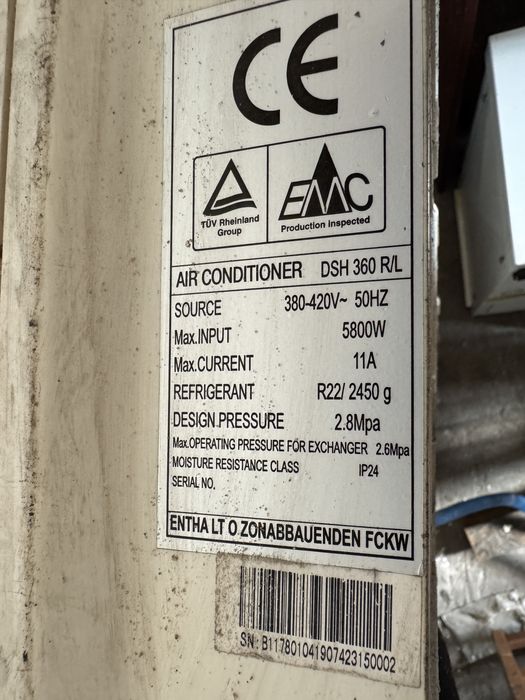 CE
TÜV Rheinland
Group
EMC
Production Inspected
AIR CONDITIONER DSH 360 R/L
SOURCE 380-420V~ 50HZ
Max.INPUT 5800W
Max.CURRENT 11A
REFRIGERANT R22/ 2450 g
DESIGN PRESSURE 2.8Mpa
Max.OPERATING PRESSURE FOR EXCHANGER 2.6Mpa
MOISTURE RESISTANCE CLASS IP24
SERIAL NO.
ENTHA LT O ZONABBAUENDEN FCKW
SN: B117801041907423150002